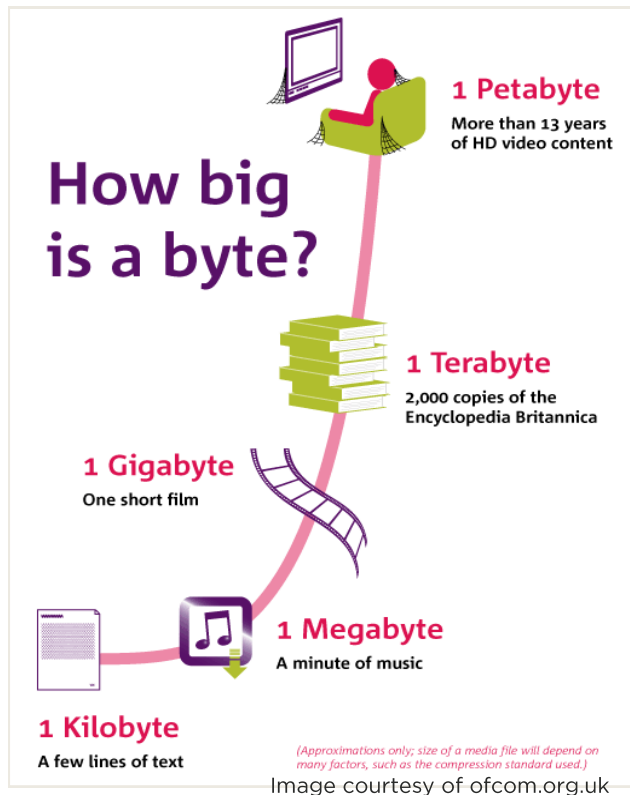 1 Petabyte
More than 13 years
of HD video content
How big
is a byte?
1 Terabyte
2,000 copies of the
Encyclopedia Britannica
1 Gigabyte
One short film
1 Megabyte
A minute of music
1 Kilobyte
A few lines of text
(Approximations only; size of a media file will depend on
many factors, such as the compression standard used.)
Image courtesy of ofcom.org.uk